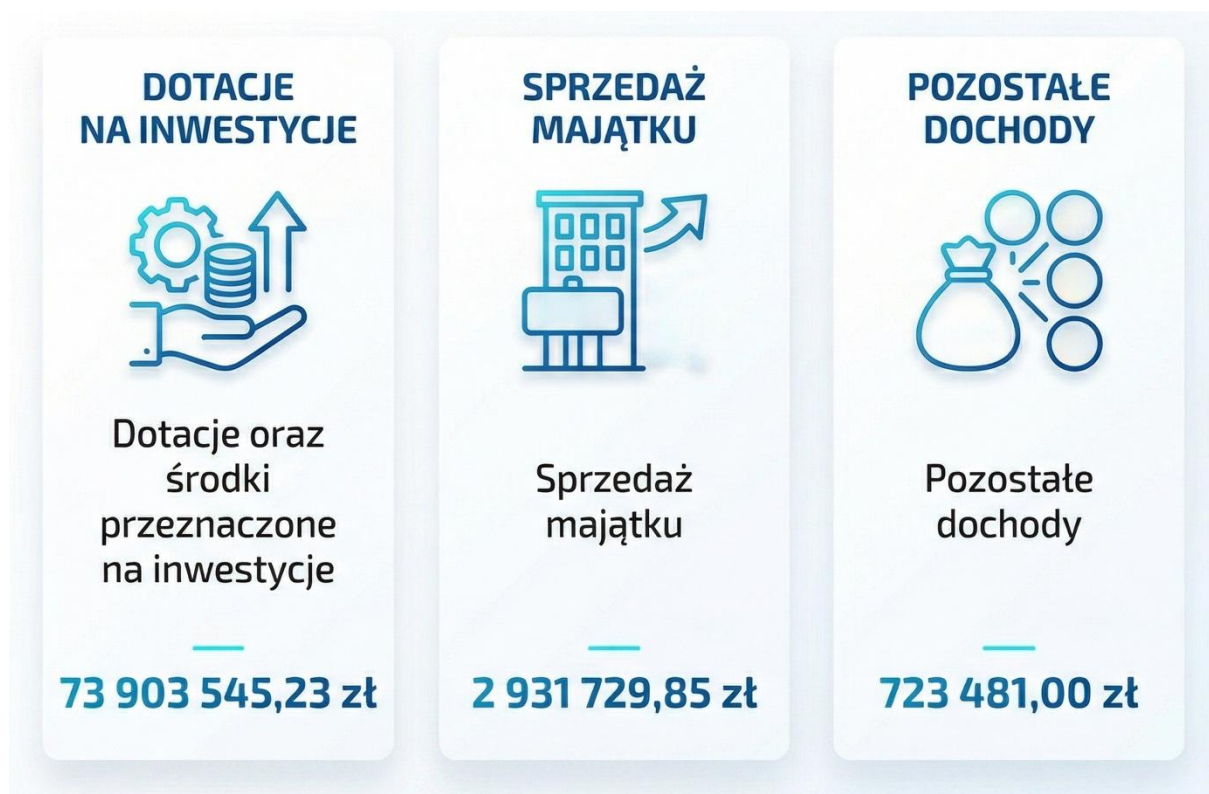 DOTACJE
NA INWESTYCJE
Dotacje oraz
środki
przeznaczone
na inwestycje
73 903 545,23 zł
SPRZEDAŻ
MAJĄTKU
Sprzedaż
majątku
2 931 729,85 zł
POZOSTAŁE
DOCHODY
Pozostałe
dochody
723 481,00 zł